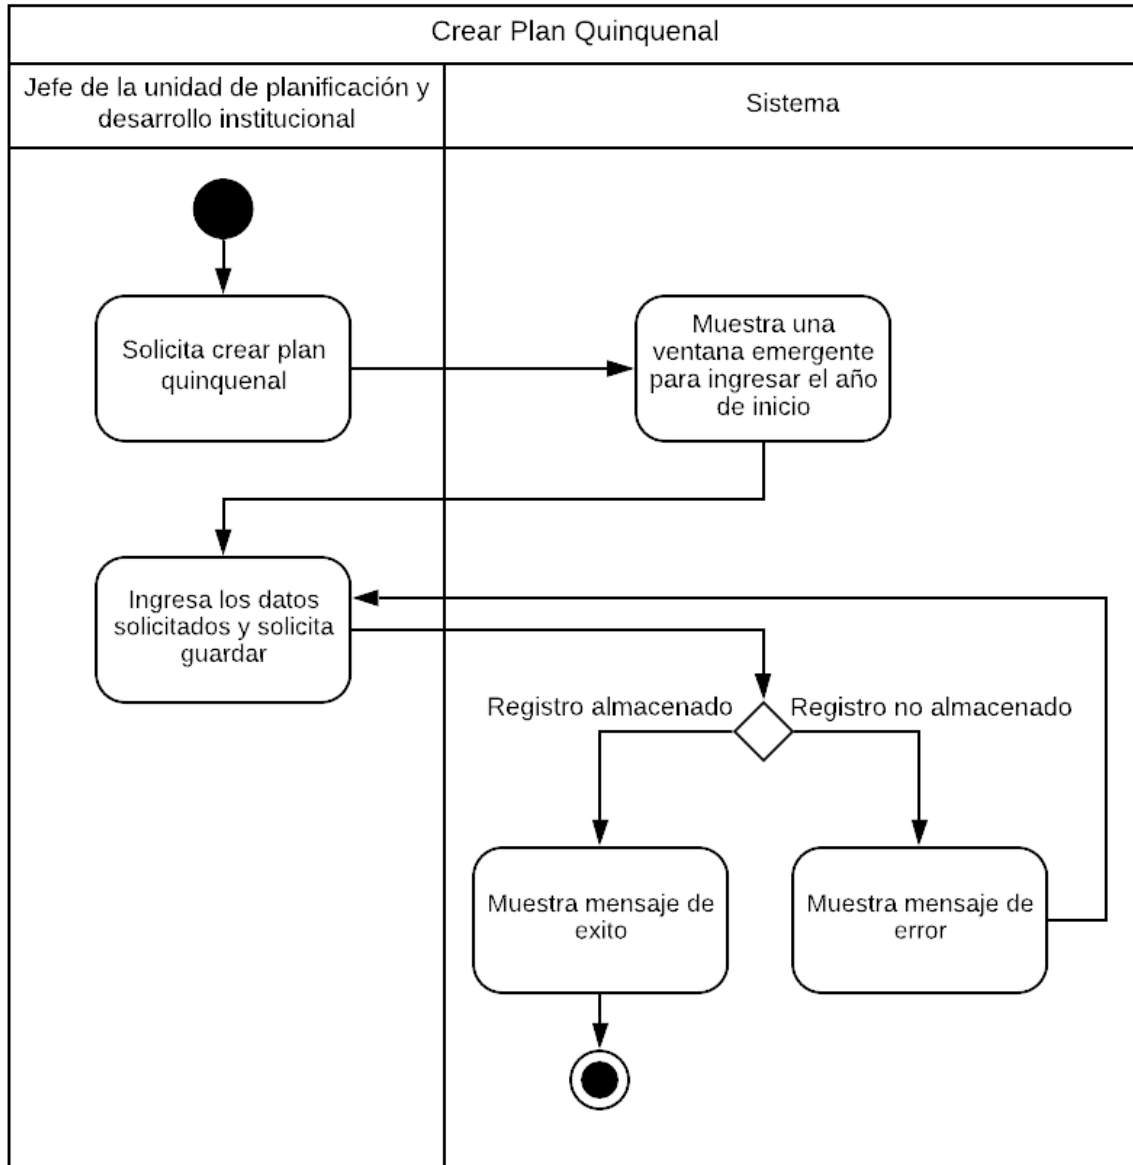 Crear Plan Quinquenal
Jefe de la unidad de planificación y
desarrollo institucional
Sistema
Solicita crear plan
quinquenal
Muestra una
ventana emergente
para ingresar el año
de inicio
Ingresa los datos
solicitados y solicita
guardar
Registro almacenado
Registro no almacenado
Muestra mensaje de
exito
Muestra mensaje de
error